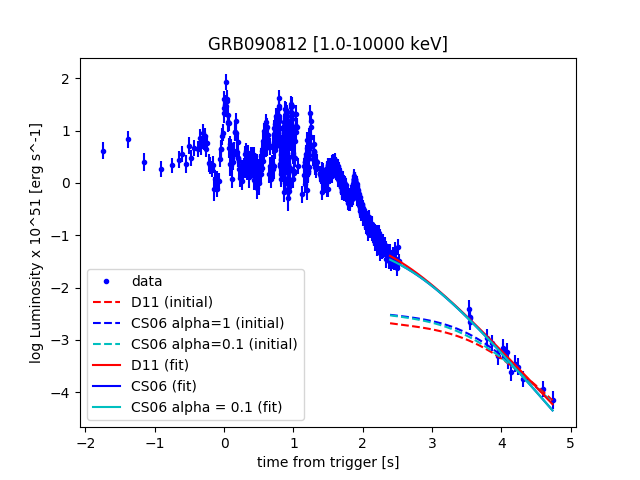 GRB090812 [1.0-10000 keV]
log Luminosity x 10^51 [erg s^-1]
2
1
0
−1
−2
−3
−4
data
D11 (initial)
CS06 alpha=1 (initial)
CS06 alpha=0.1 (initial)
D11 (fit)
CS06 (fit)
CS06 alpha = 0.1 (fit)
−2 −1 0 1 2 3 4 5
time from trigger [s]